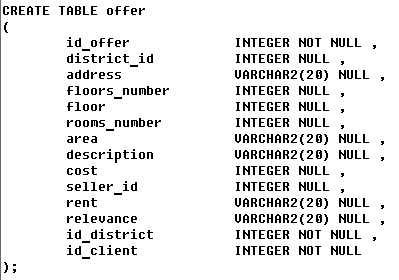 CREATE TABLE offer
(
id_offer INTEGER NOT NULL ,
district_id INTEGER NULL ,
address VARCHAR2(20) NULL ,
floors_number INTEGER NULL ,
floor INTEGER NULL ,
rooms_number INTEGER NULL ,
area VARCHAR2(20) NULL ,
description VARCHAR2(20) NULL ,
cost INTEGER NULL ,
seller_id INTEGER NULL ,
rent VARCHAR2(20) NULL ,
relevance VARCHAR2(20) NULL ,
id_district INTEGER NOT NULL ,
id_client INTEGER NOT NULL
);